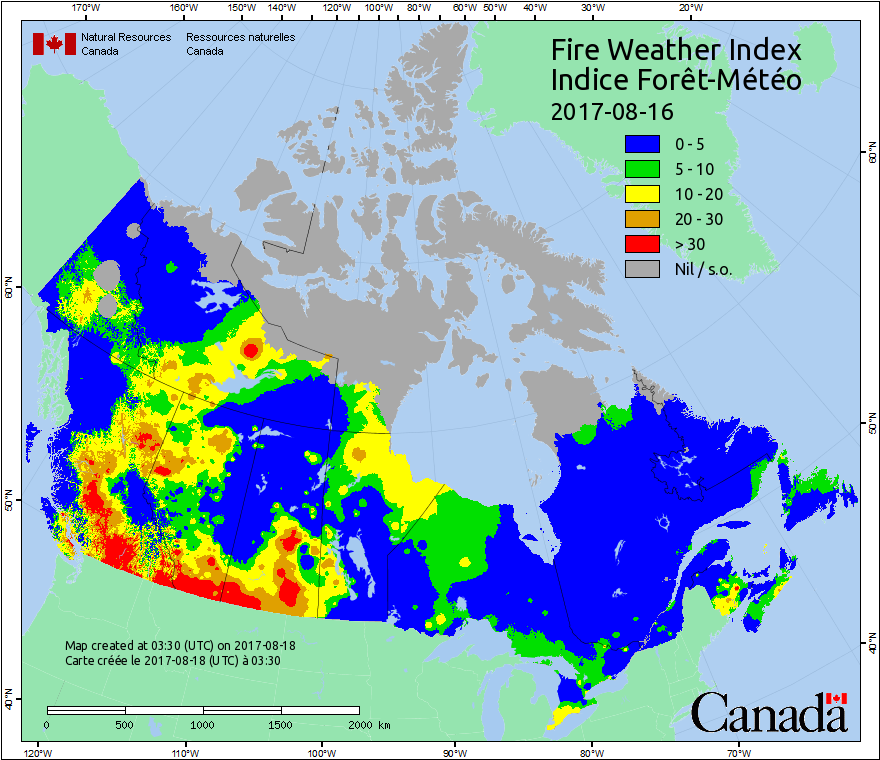 170°W 160°W 150°W 140°W 120°W 100°W 80°W 60°W 50°W 40°W 30°W 20°W
Natural Resources Ressources naturelles
Canada Canada
Fire Weather Index
Indice Forêt-Météo
2017-08-16
0 - 5
5 - 10
10 - 20
20 - 30
> 30
Nil / s.o.
60°N
60°N
50°N
50°N
40°N
40°N
Map created at 03:30 (UTC) on 2017-08-18
Carte créée le 2017-08-18 (UTC) à 03:30
0 500 1000 1500 2000 km
Canada
120°W 110°W 100°W 90°W 80°W 70°W